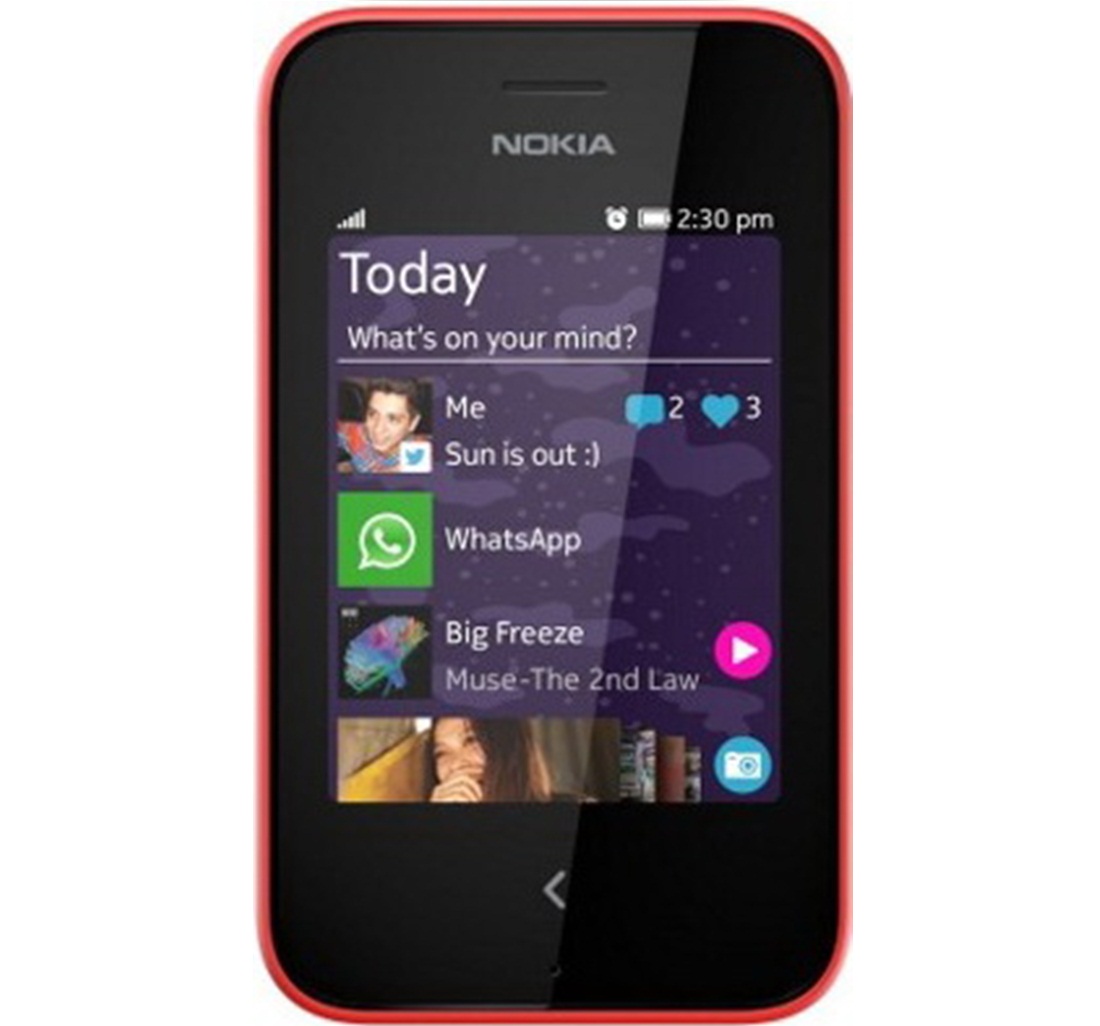 NOKIA
2:30 pm
Today
What's on your mind?
Me 2 3
Sun is out :)
WhatsApp
Big Freeze
Muse-The 2nd Law